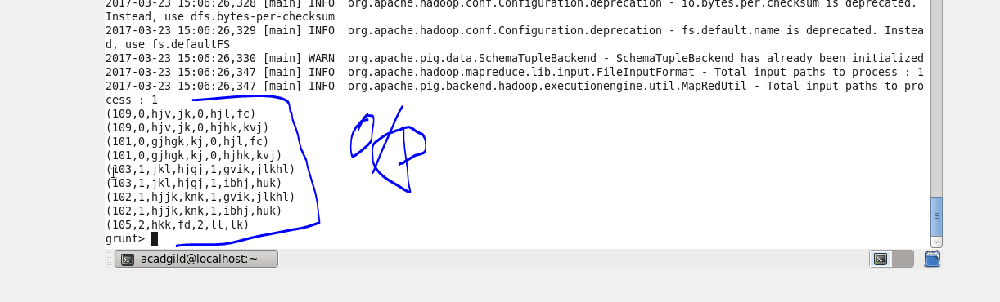 2017-03-23 15:06:26,328 [main] INFO  org.apache.hadoop.conf.Configuration.deprecation - io.bytes.per.checksum is deprecated.
Instead, use dfs.bytes-per-checksum
2017-03-23 15:06:26,329 [main] INFO  org.apache.hadoop.conf.Configuration.deprecation - fs.default.name is deprecated. Instea
d, use fs.defaultFS
2017-03-23 15:06:26,330 [main] WARN  org.apache.pig.data.SchemaTupleBackend - SchemaTupleBackend has already been initialized
2017-03-23 15:06:26,347 [main] INFO  org.apache.hadoop.mapreduce.lib.input.FileInputFormat - Total input paths to process : 1
2017-03-23 15:06:26,347 [main] INFO  org.apache.pig.backend.hadoop.executionengine.util.MapRedUtil - Total input paths to pro
cess : 1
(109,0,hjv,jk,0,hjl,fc)
(109,0,hjv,jk,0,hjhk,kvj)
(101,0,gjhgk,kj,0,hjl,fc)
(101,0,gjhgk,kj,0,hjhk,kvj)
(103,1,jkl,hjgj,1,gvik,jlkhl)
(103,1,jkl,hjgj,1,ibhj,huk)
(102,1,hjjk,knk,1,gvik,jlkhl)
(102,1,hjjk,knk,1,ibhj,huk)
(105,2,hkk,fd,2,ll,lk)
grunt>
acadgild@localhost:~